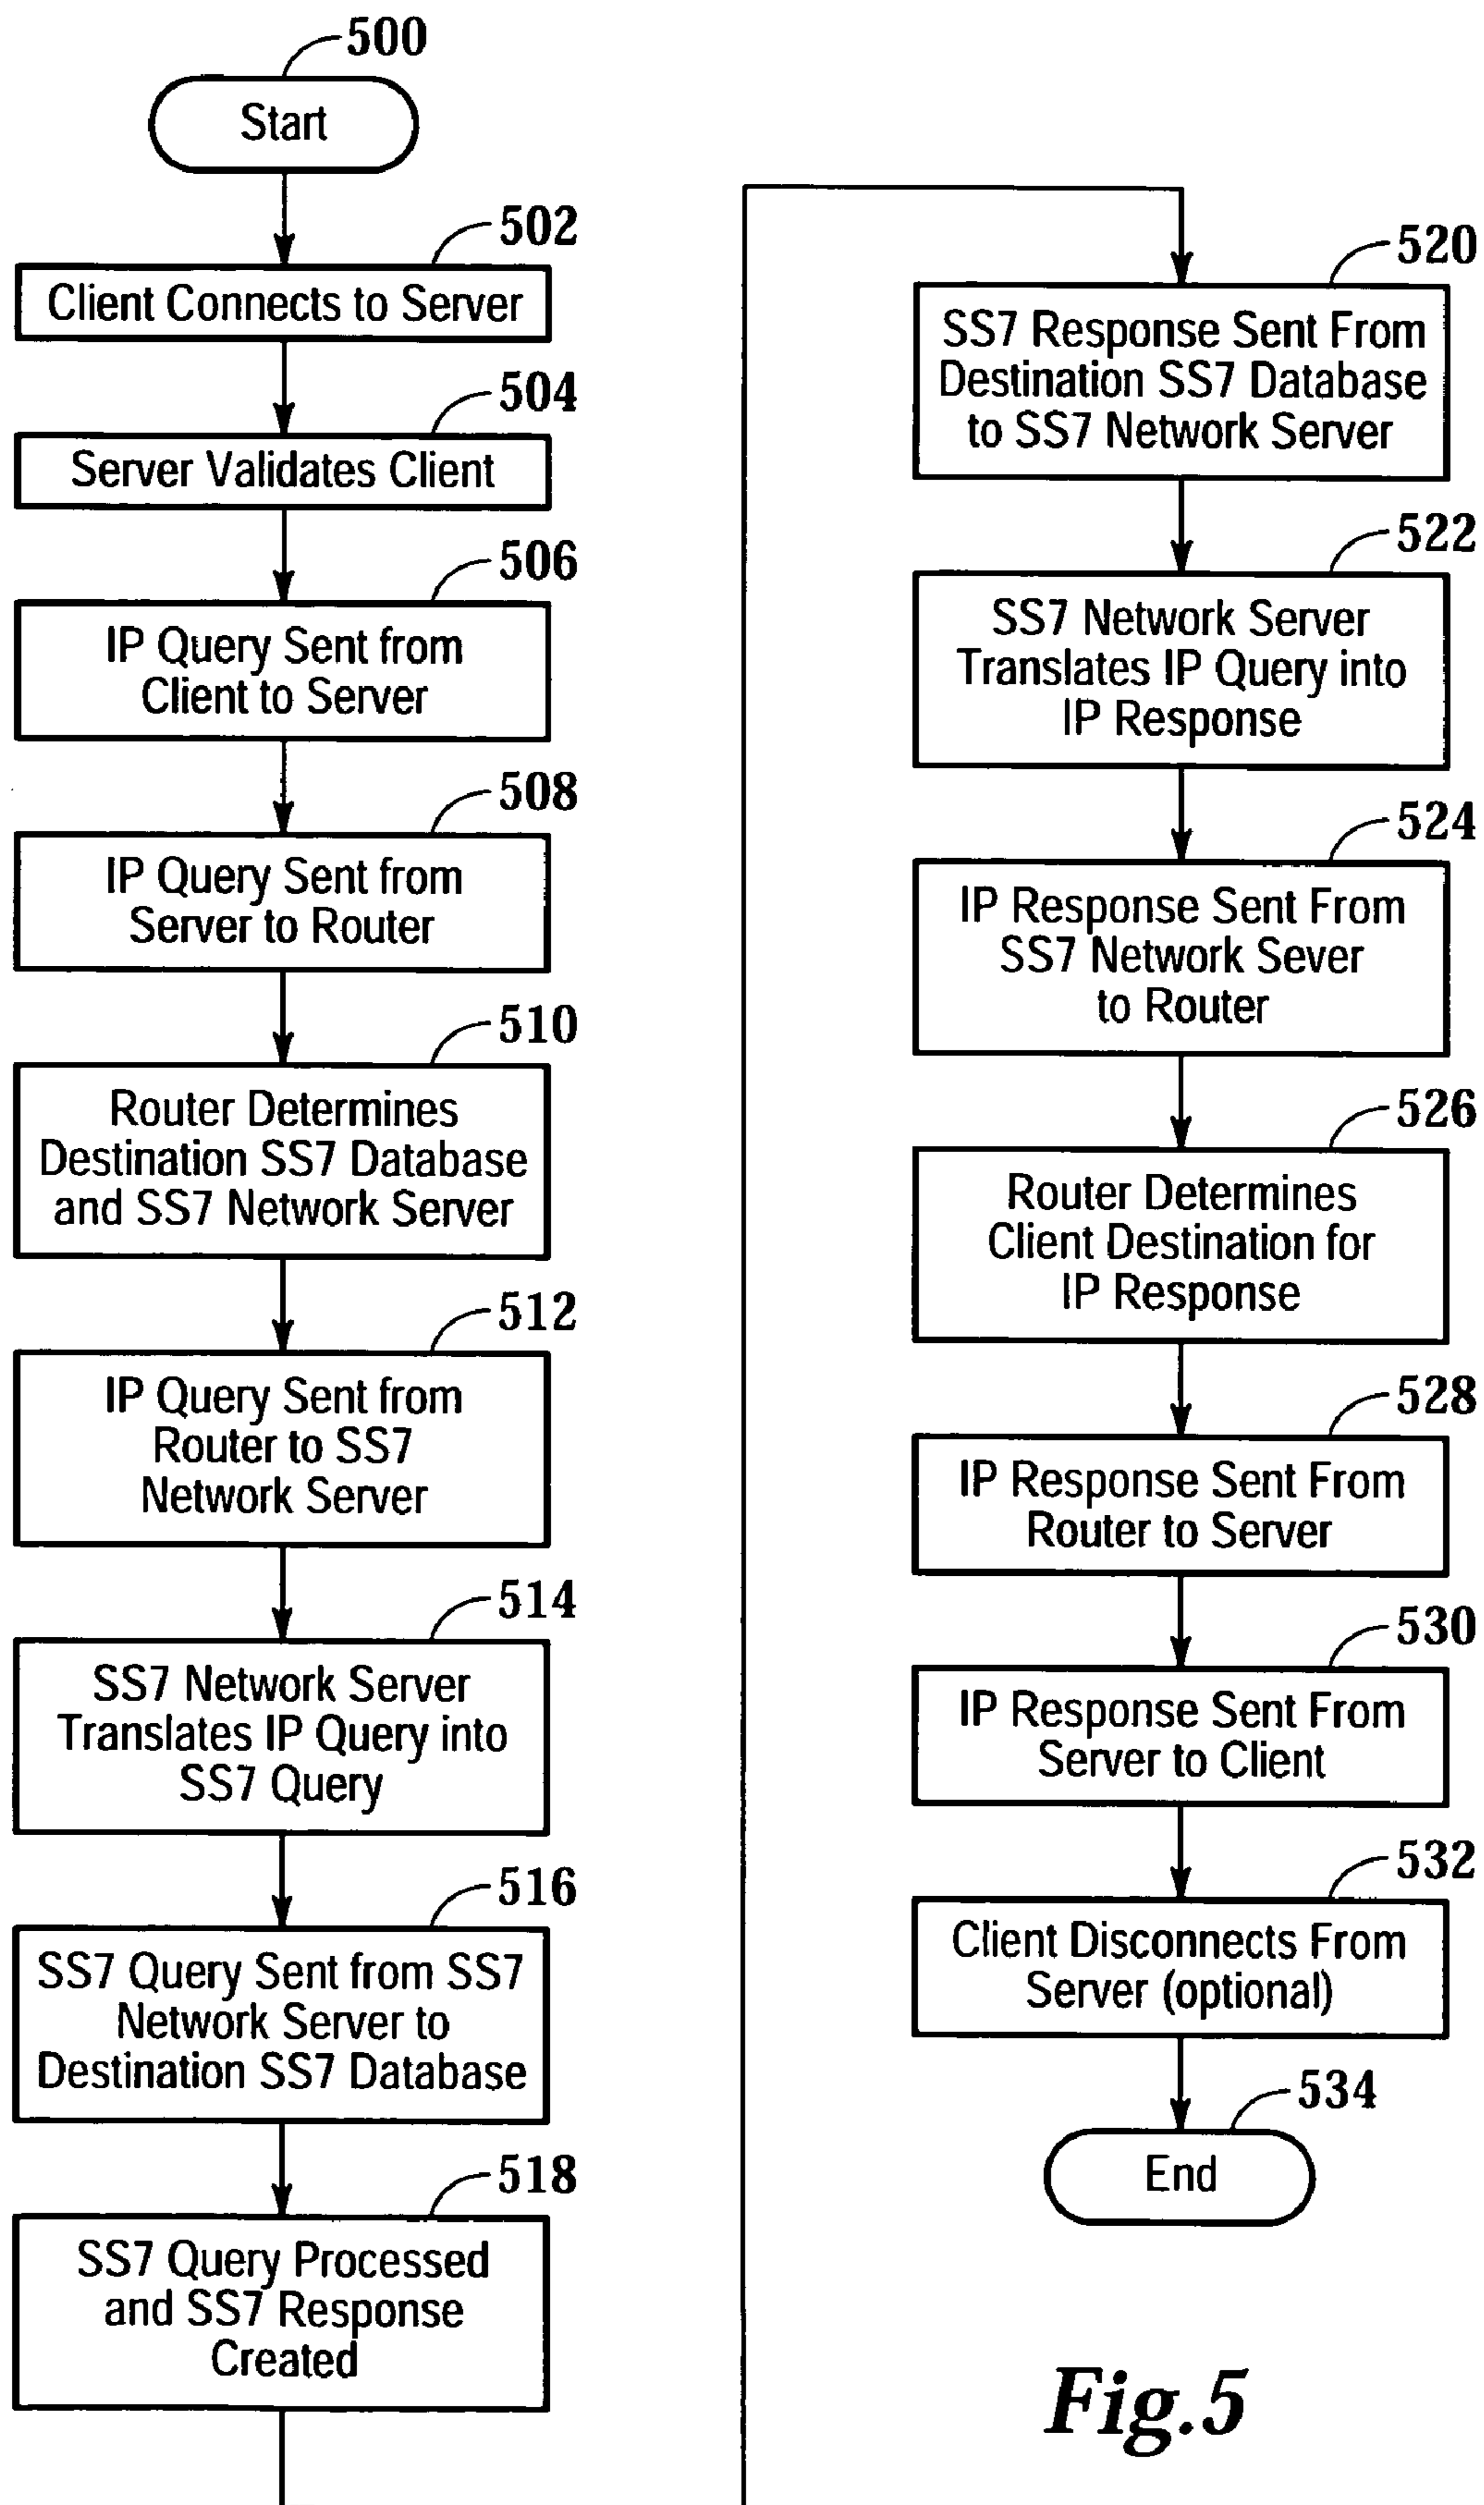 500
Start
502
Client Connects to Server
504
Server Validates Client
506
IP Query Sent from
Client to Server
508
IP Query Sent from
Server to Router
510
Router Determines
Destination SS7 Database
and SS7 Network Server
512
IP Query Sent from
Router to SS7
Network Server
514
SS7 Network Server
Translates IP Query into
SS7 Query
516
SS7 Query Sent from SS7
Network Server to
Destination SS7 Database
518
SS7 Query Processed
and SS7 Response
Created
520
SS7 Response Sent From
Destination SS7 Database
to SS7 Network Server
522
SS7 Network Server
Translates IP Query into
IP Response
524
IP Response Sent From
SS7 Network Sever
to Router
526
Router Determines
Client Destination for
IP Response
528
IP Response Sent From
Router to Server
530
IP Response Sent From
Server to Client
532
Client Disconnects From
Server (optional)
534
End
Fig.5